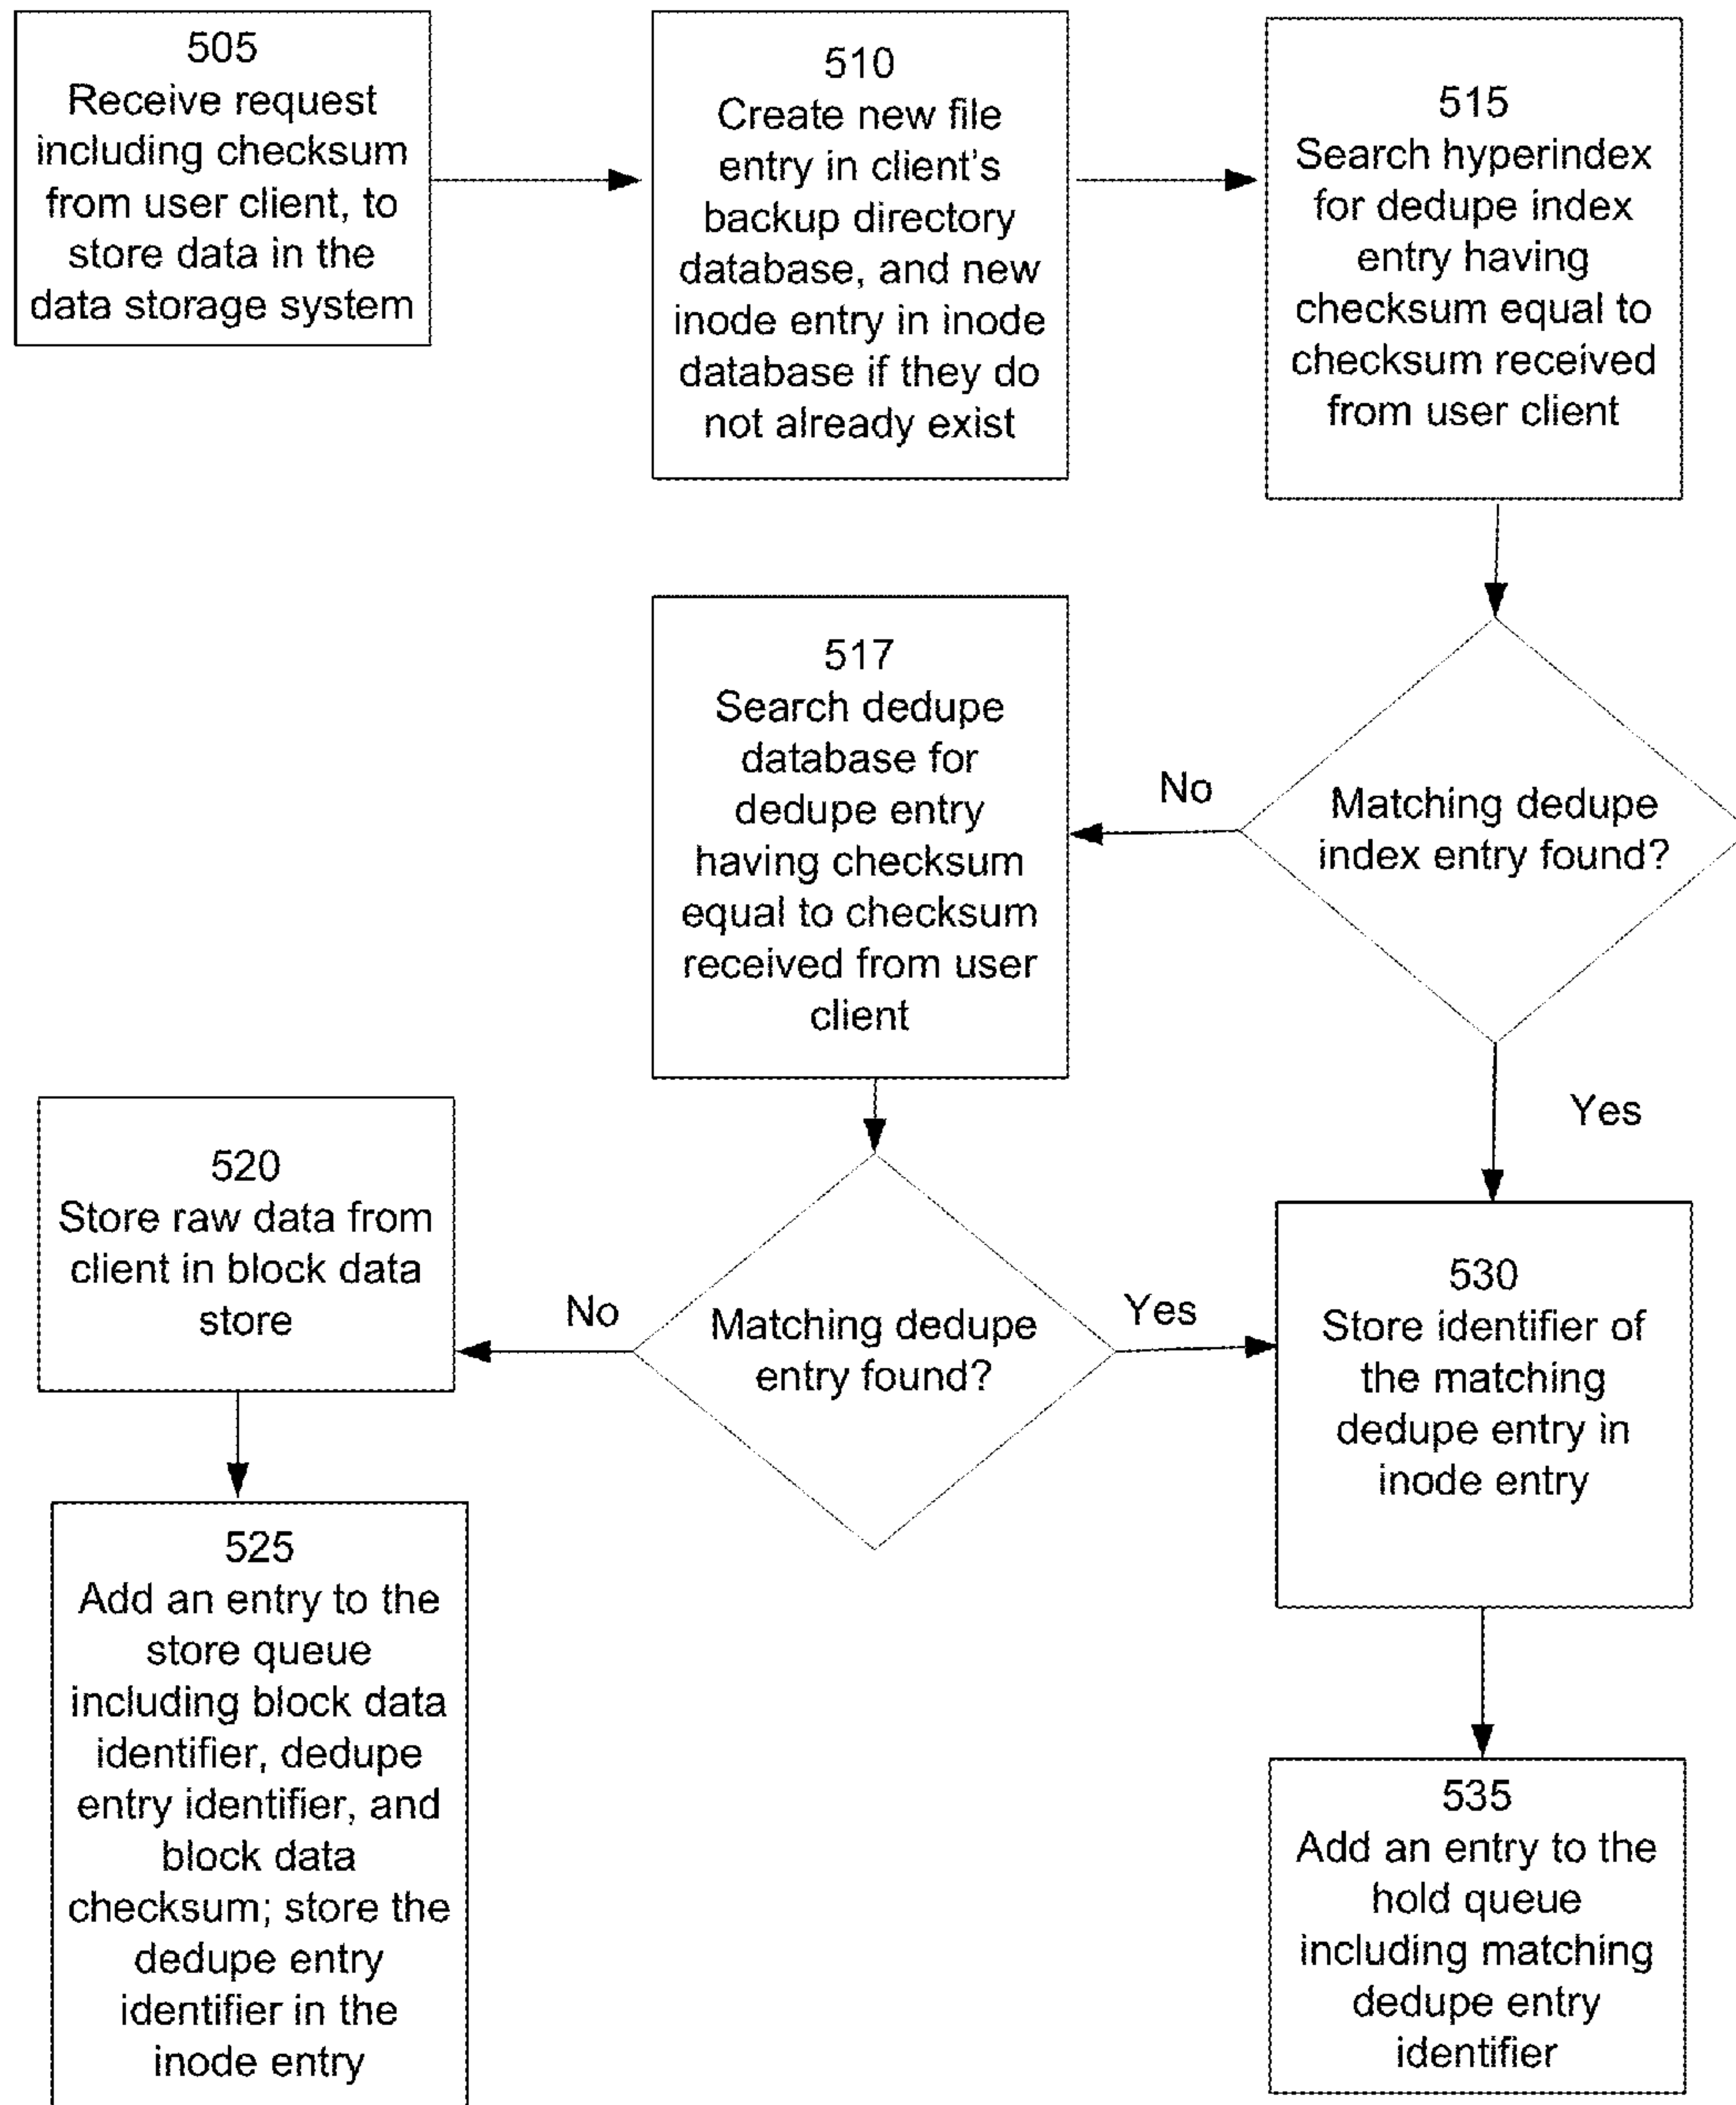 505
Receive request
including checksum
from user client, to
store data in the
data storage system
510
Create new file
entry in client's
backup directory
database, and new
inode entry in inode
database if they do
not already exist
515
Search hyperindex
for dedupe index
entry having
checksum equal to
checksum received
from user client
Matching dedupe
index entry found?
No
Yes
517
Search dedupe
database for
dedupe entry
having checksum
equal to checksum
received from user
client
Matching dedupe
entry found?
No
Yes
520
Store raw data from
client in block data
store
525
Add an entry to the
store queue
including block data
identifier, dedupe
entry identifier, and
block data
checksum; store the
dedupe entry
identifier in the
inode entry
530
Store identifier of
the matching
dedupe entry in
inode entry
535
Add an entry to the
hold queue
including matching
dedupe entry
identifier